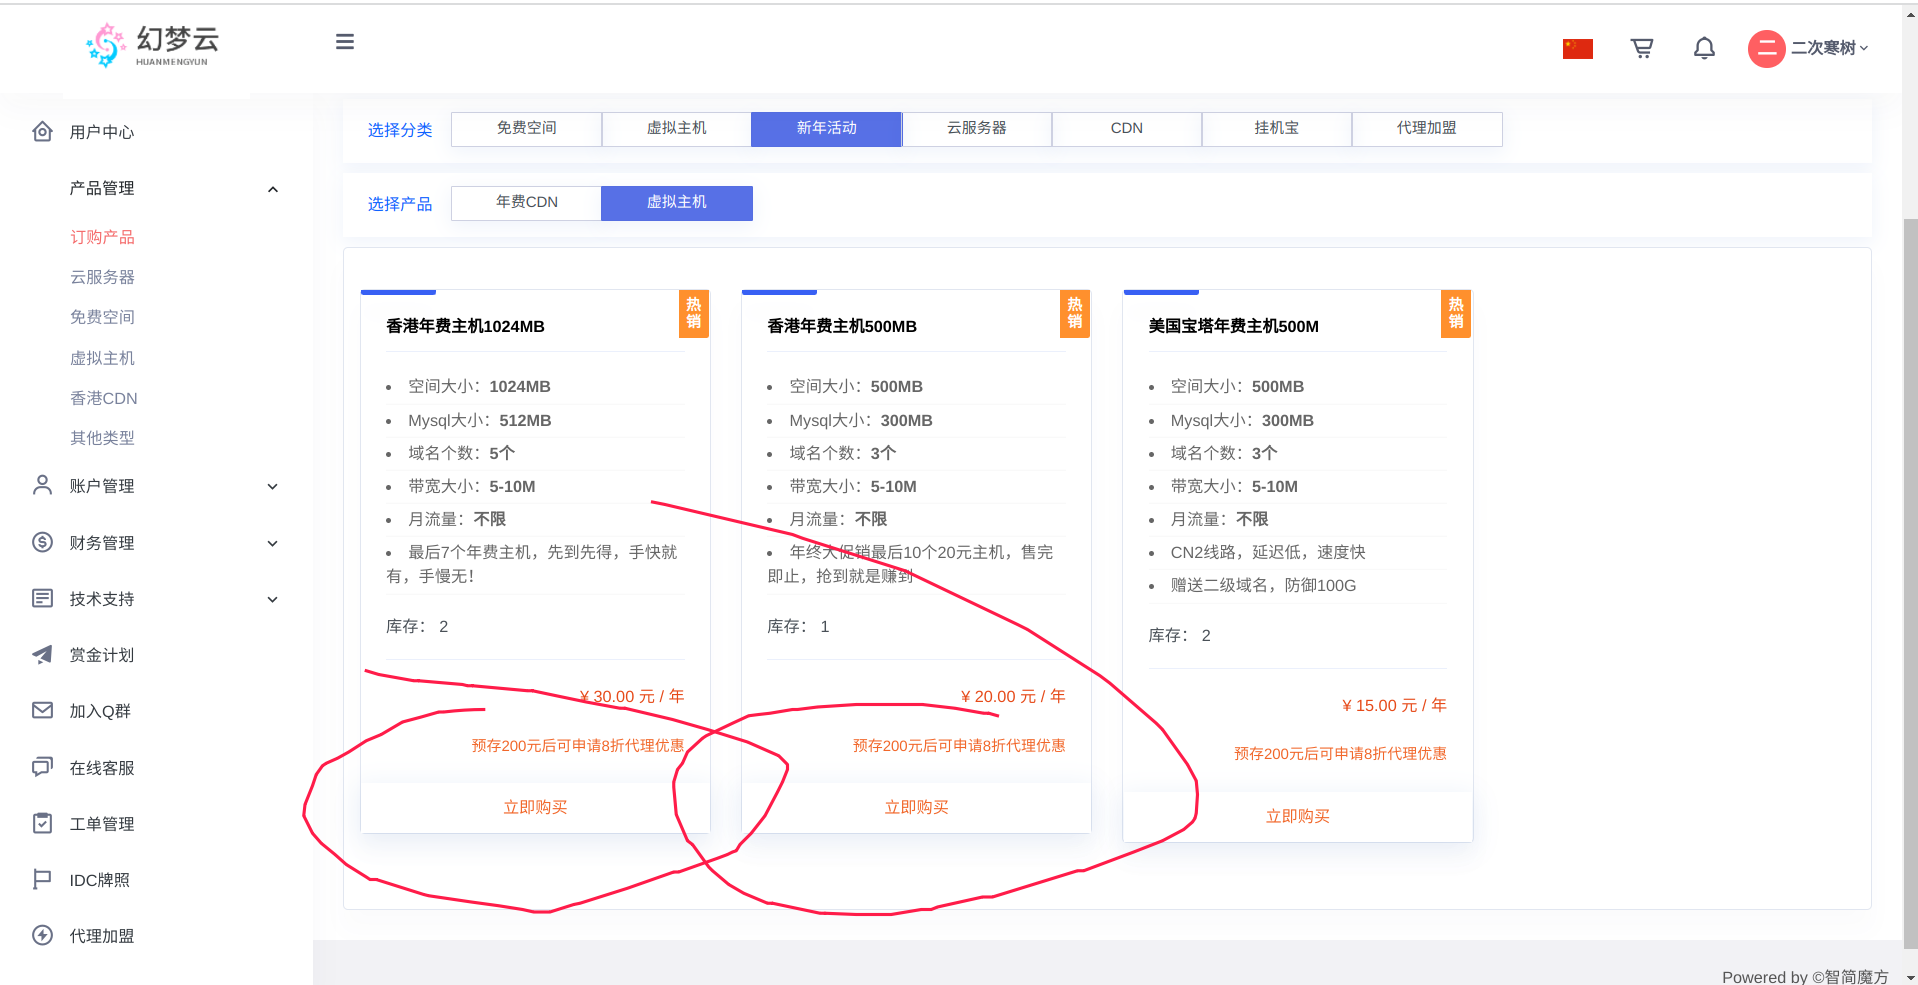 幻梦云
HUANMENGYUN
二 二次寒树
用户中心
产品管理
订购产品
云服务器
免费空间
虚拟主机
香港CDN
其他类型
账户管理
财务管理
技术支持
赏金计划
加入Q群
在线客服
工单管理
IDC牌照
代理加盟
选择分类 免费空间 虚拟主机 新年活动 云服务器 CDN 挂机宝 代理加盟
选择产品 年费CDN 虚拟主机
热销
香港年费主机1024MB
空间大小：1024MB
Mysql大小：512MB
域名个数：5个
带宽大小：5-10M
月流量：不限
最后7个年费主机，先到先得，手快就
有，手慢无！
库存： 2
¥ 30.00 元 / 年
预存200元后可申请8折代理优惠
立即购买
热销
香港年费主机500MB
空间大小：500MB
Mysql大小：300MB
域名个数：3个
带宽大小：5-10M
月流量：不限
年终大促销最后10个20元主机，售完
即止，抢到就是赚到
库存： 1
¥ 20.00 元 / 年
预存200元后可申请8折代理优惠
立即购买
热销
美国宝塔年费主机500M
空间大小：500MB
Mysql大小：300MB
域名个数：3个
带宽大小：5-10M
月流量：不限
CN2线路，延迟低，速度快
赠送二级域名，防御100G
库存： 2
¥ 15.00 元 / 年
预存200元后可申请8折代理优惠
立即购买
Powered by ©智简魔方